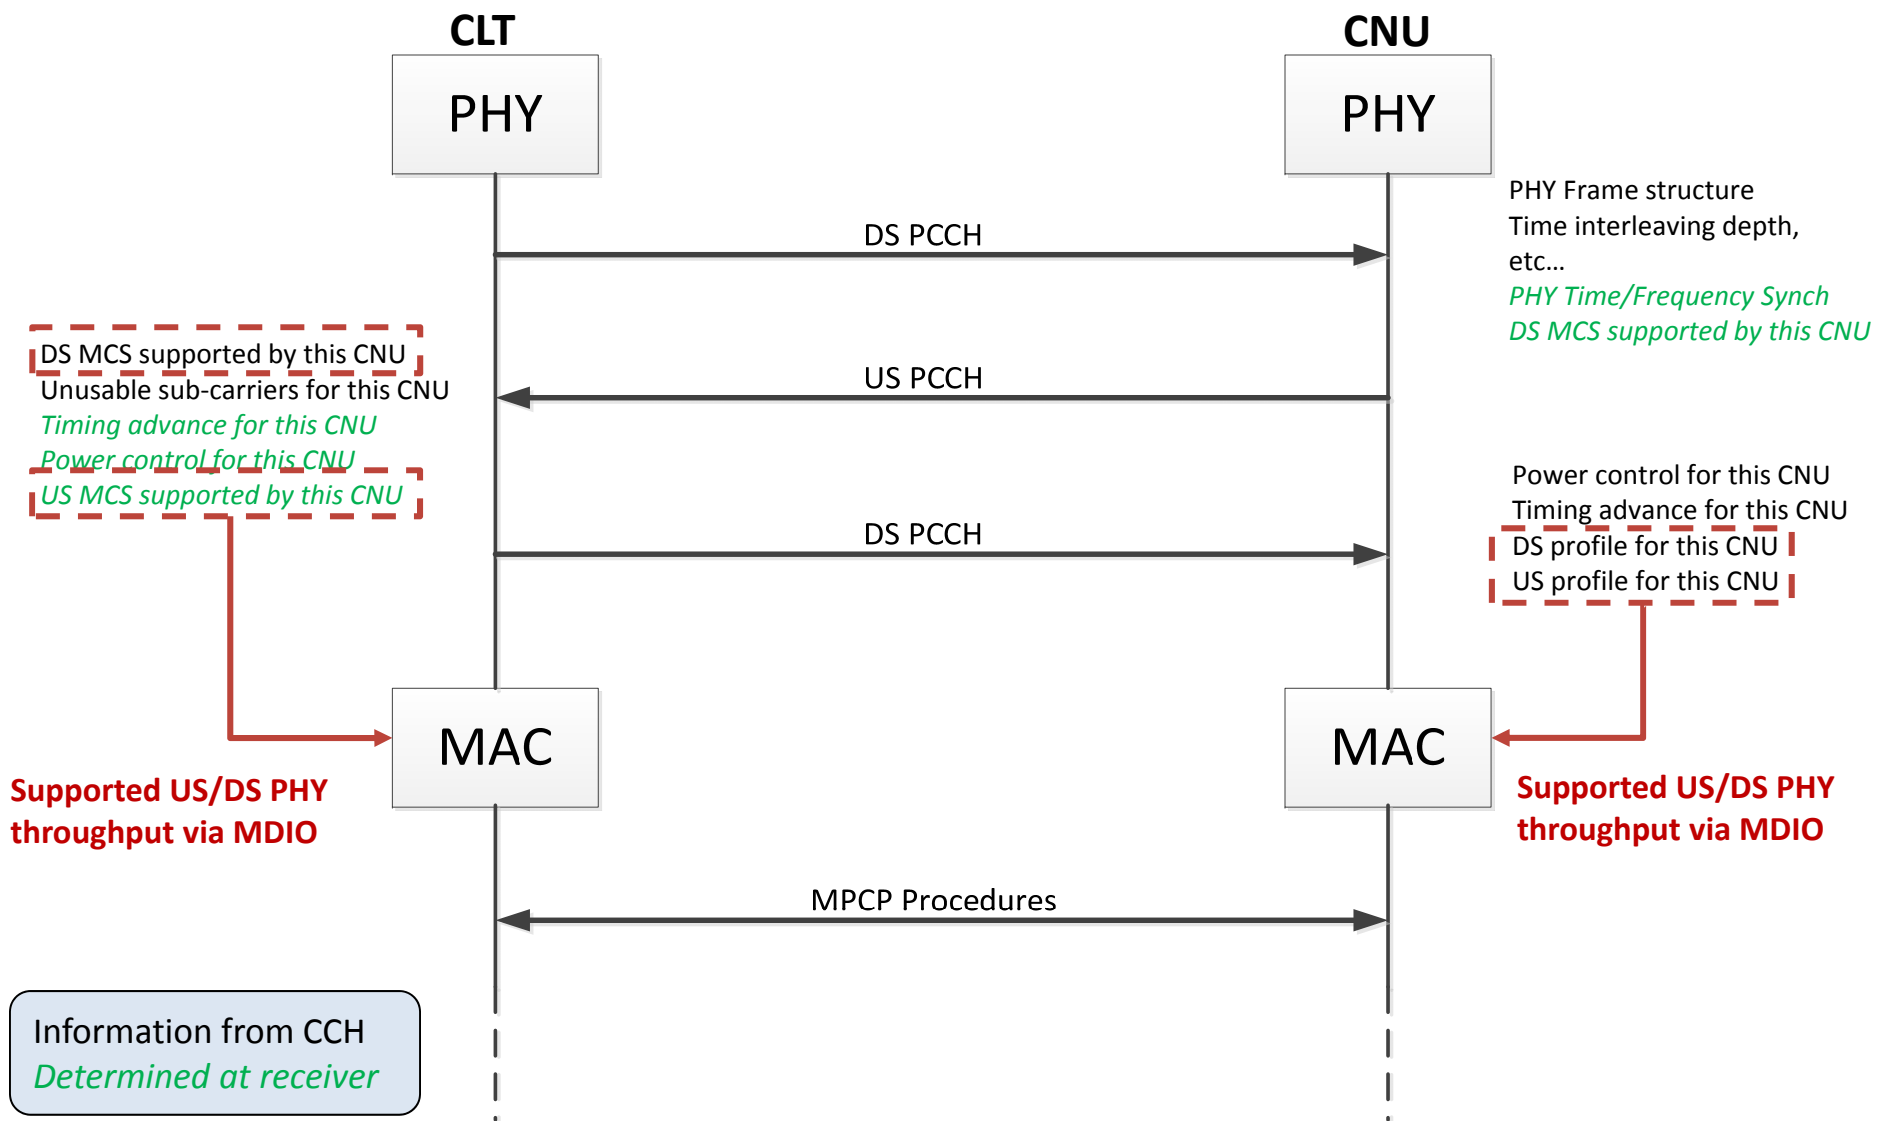 CLT
CNU
PHY
PHY
PHY Frame structure
Time interleaving depth,
etc...
PHY Time/Frequency Synch
DS MCS supported by this CNU
DS PCCH
DS MCS supported by this CNU
Unusable sub-carriers for this CNU
Timing advance for this CNU
Power control for this CNU
US MCS supported by this CNU
US PCCH
DS PCCH
Power control for this CNU
Timing advance for this CNU
DS profile for this CNU
US profile for this CNU
MAC
MAC
Supported US/DS PHY
throughput via MDIO
Supported US/DS PHY
throughput via MDIO
MPCP Procedures
Information from CCH
Determined at receiver